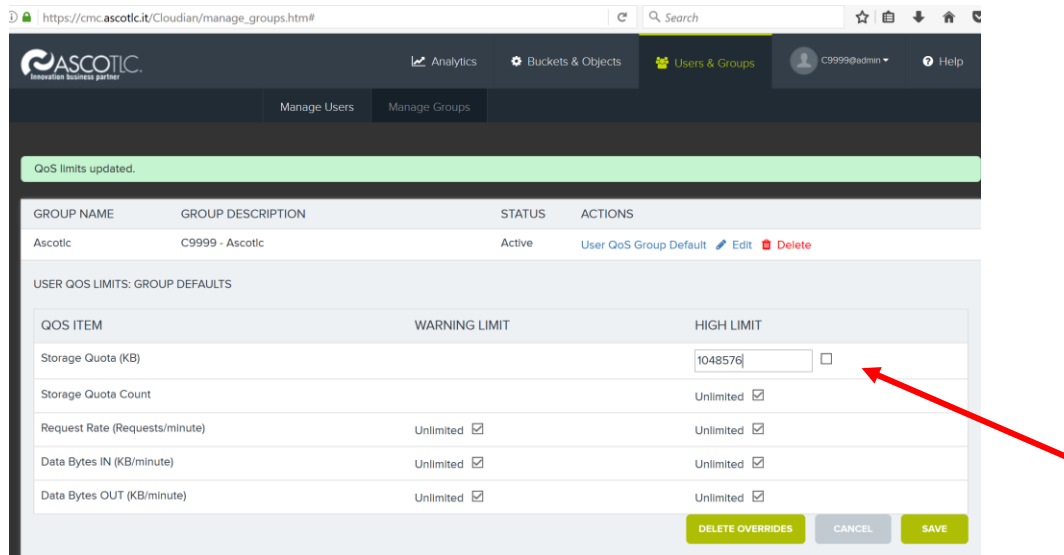 https://cmc.ascotlc.it/Cloudian/manage_groups.htm#
Search
ASCOTLC.
Innovation business partner
Analytics
Buckets & Objects
Users & Groups
C9999@admin
Help
Manage Users
Manage Groups
QoS limits updated.
GROUP NAME GROUP DESCRIPTION STATUS ACTIONS
Ascotlc C9999 - Ascotlc Active User QoS Group Default Edit Delete
USER QOS LIMITS: GROUP DEFAULTS
QOS ITEM WARNING LIMIT HIGH LIMIT
Storage Quota (KB) 1048576
Storage Quota Count Unlimited
Request Rate (Requests/minute) Unlimited Unlimited
Data Bytes IN (KB/minute) Unlimited Unlimited
Data Bytes OUT (KB/minute) Unlimited Unlimited
DELETE OVERRIDES CANCEL SAVE